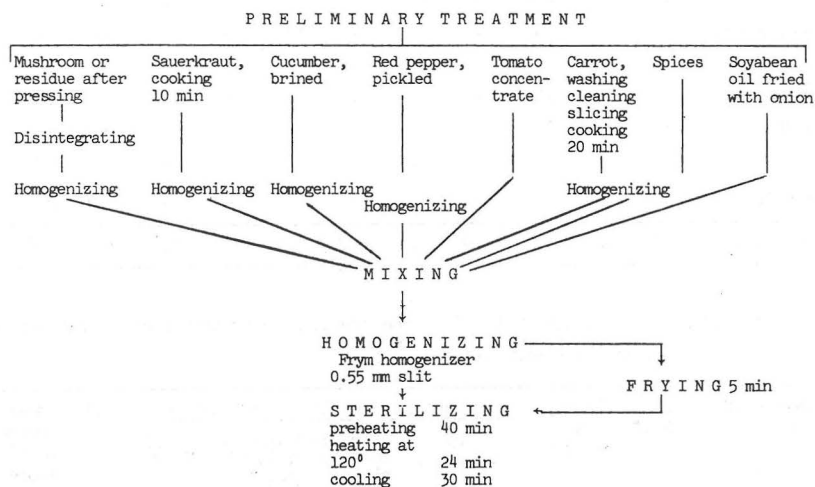 PRELIMINARY TREATMENT
Mushroom or
residue after
pressing
Disintegrating
Homogenizing
Sauerkraut,
cooking
10 min
Homogenizing
Cucumber,
brined
Homogenizing
Red pepper,
pickled
Homogenizing
Tomato
concen-
trate
Carrot,
washing
cleaning
slicing
cooking
20 min
Homogenizing
Spices
Soyabean
oil fried
with onion
MIXING
HOMOGENIZING
Frym homogenizer
0.55 mm slit
FRYING 5 min
STERILIZING
preheating 40 min
heating at
120° 24 min
cooling 30 min